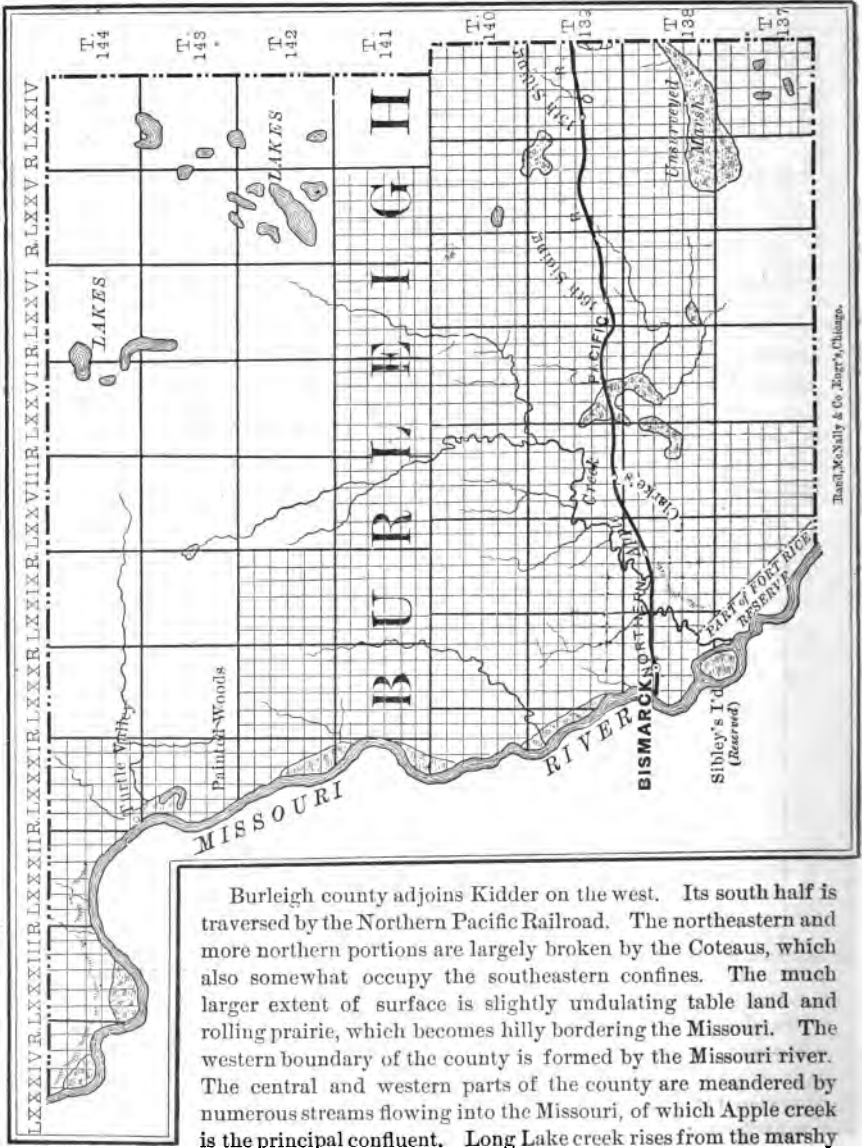 LXXXIV R LXXXIII R LXXXII R LXXXI R LXXX R LXXIX R LXXVIII R LXXVII R LXXVI R. LXXV R LXXIV
T. 144
T. 143
T. 142
T. 141
T. 140
T.
T. 138
T. 137
LAKES
LAKES
Turtle Valley
Painted Woods
BURLEIGH
MISSOURI RIVER
15th Siding
16th Siding
NORTHERN PACIFIC
Creek
Clarke's
Unsurveyed
Marsh
BISMARCK
Sibley's I'd
(Reserved)
PART of FORT RICE
RESERVE
Rand, McNally & Co, Engr's, Chicago.
Burleigh county adjoins Kidder on the west. Its south half is
traversed by the Northern Pacific Railroad. The northeastern and
more northern portions are largely broken by the Coteaus, which
also somewhat occupy the southeastern confines. The much
larger extent of surface is slightly undulating table land and
rolling prairie, which becomes hilly bordering the Missouri. The
western boundary of the county is formed by the Missouri river.
The central and western parts of the county are meandered by
numerous streams flowing into the Missouri, of which Apple creek
is the principal confluent. Long Lake creek rises from the marshy